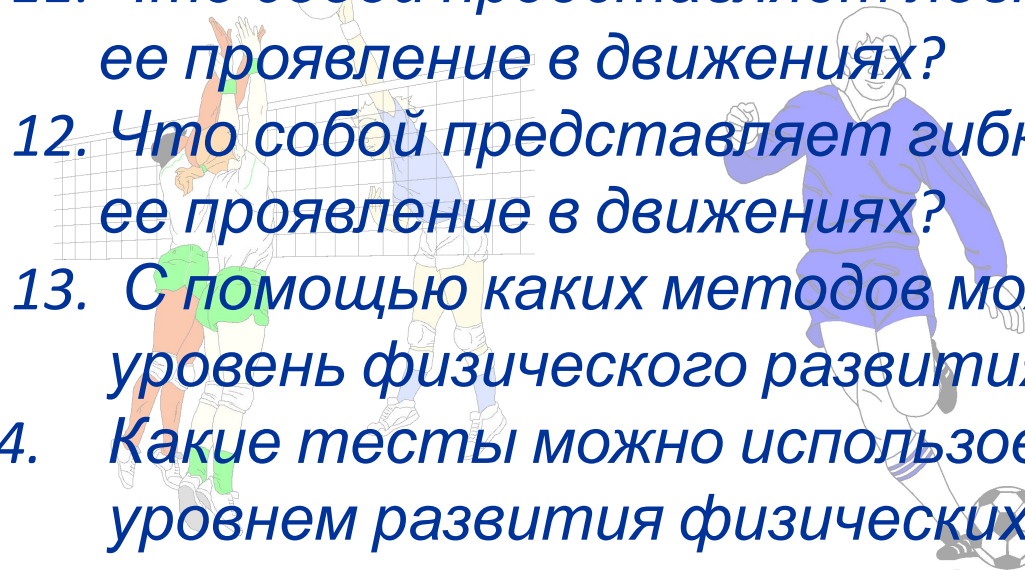 ее проявление в движениях?
12. Что собой представляет
ее проявление в движениях?
13. С помощью каких методов
уровень физического
4. Какие тесты можно
уровнем развития физических